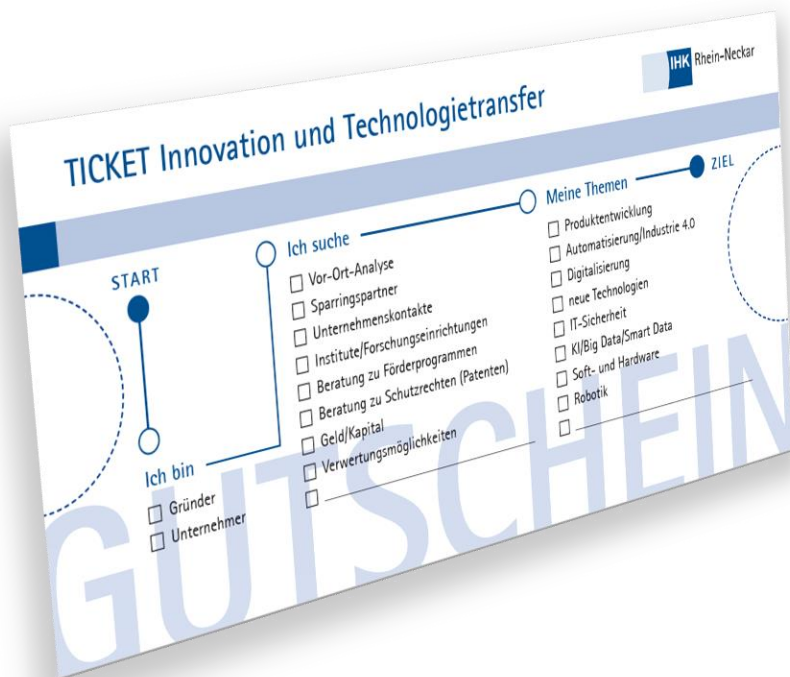 IHK Rhein-Neckar
TICKET Innovation und Technologietransfer
START
Ich bin
Gründer
Unternehmer
Ich suche
Vor-Ort-Analyse
Sparringspartner
Unternehmenskontakte
Institute/Forschungseinrichtungen
Beratung zu Förderprogrammen
Beratung zu Schutzrechten (Patenten)
Geld/Kapital
Verwertungsmöglichkeiten
Meine Themen
ZIEL
Produktentwicklung
Automatisierung/Industrie 4.0
Digitalisierung
neue Technologien
IT-Sicherheit
KI/Big Data/Smart Data
Soft- und Hardware
Robotik
GUTSCHEIN